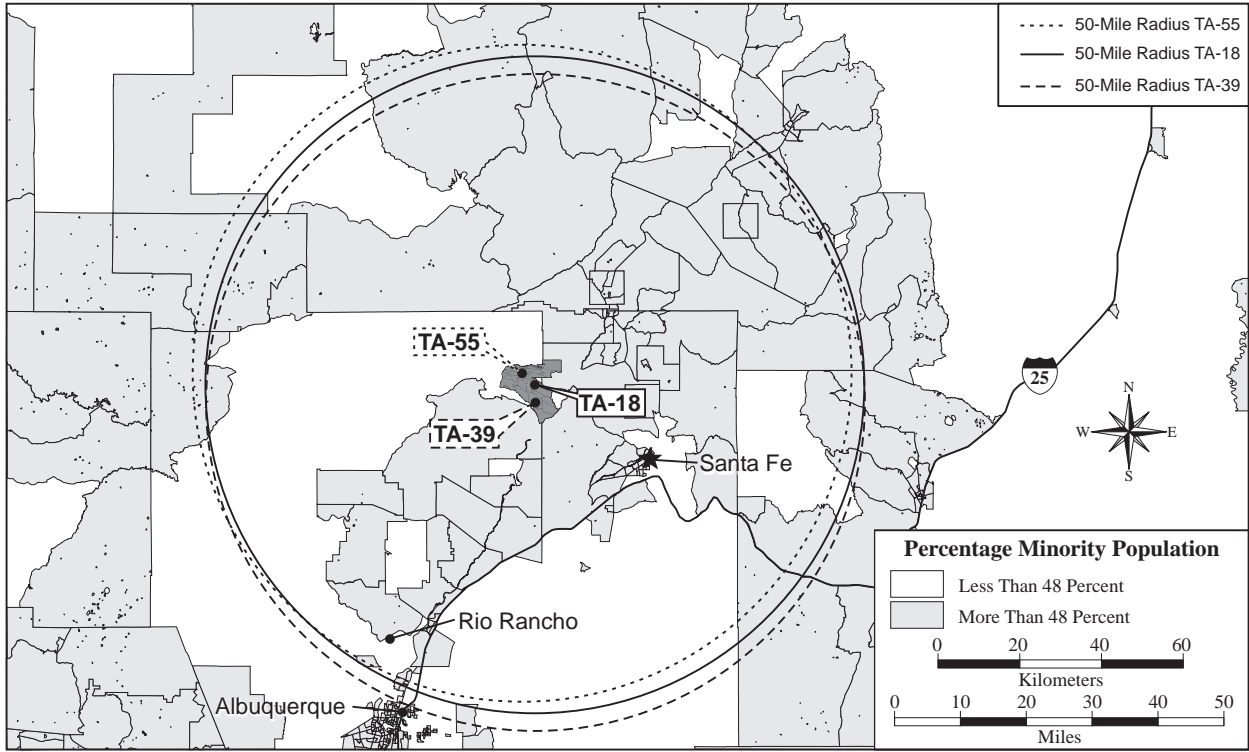 50-Mile Radius TA-55
50-Mile Radius TA-18
50-Mile Radius TA-39
TA-55
TA-18
TA-39
25
N
W
E
S
Santa Fe
Rio Rancho
Albuquerque
Percentage Minority Population
Less Than 48 Percent
More Than 48 Percent
0 20 40 60
Kilometers
0 10 20 30 40 50
Miles